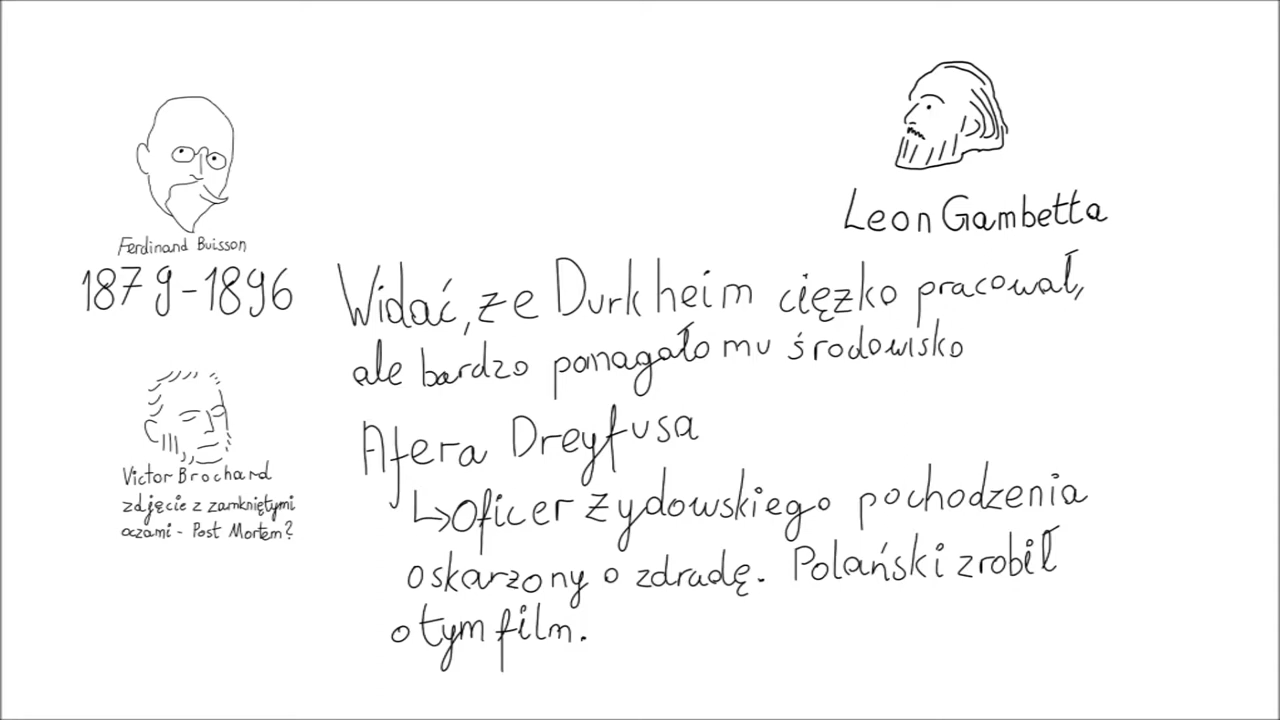 Ferdinand Buisson
1879-1896
Victor Brochard
zdjęcie z zamkniętymi
oczami - Post Mortem?
Leon Gambetta
Widać, że Durkheim ciężko pracował,
ale bardzo pomagało mu środowisko
Afera Dreyfusa
↳Oficer żydowskiego pochodzenia
oskarżony o zdradę. Polański zrobił
o tym film.